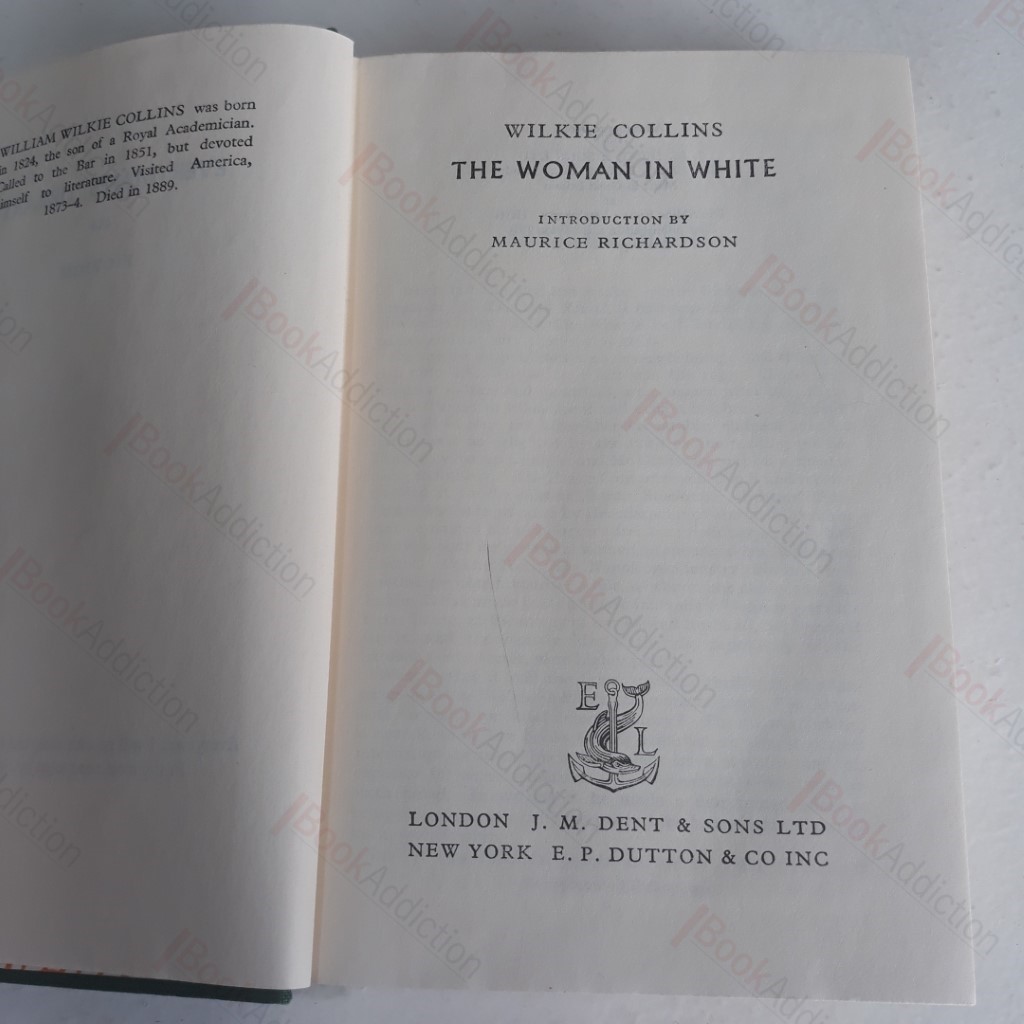 WILLIAM WILKIE COLLINS was born
in 1824, the son of a Royal Academician.
Called to the Bar in 1851, but devoted
himself to literature. Visited America,
1873–4. Died in 1889.
WILKIE COLLINS
THE WOMAN IN WHITE
INTRODUCTION BY
MAURICE RICHARDSON
E
L
LONDON J. M. DENT & SONS LTD
NEW YORK E. P. DUTTON & CO INC
BookAddiction